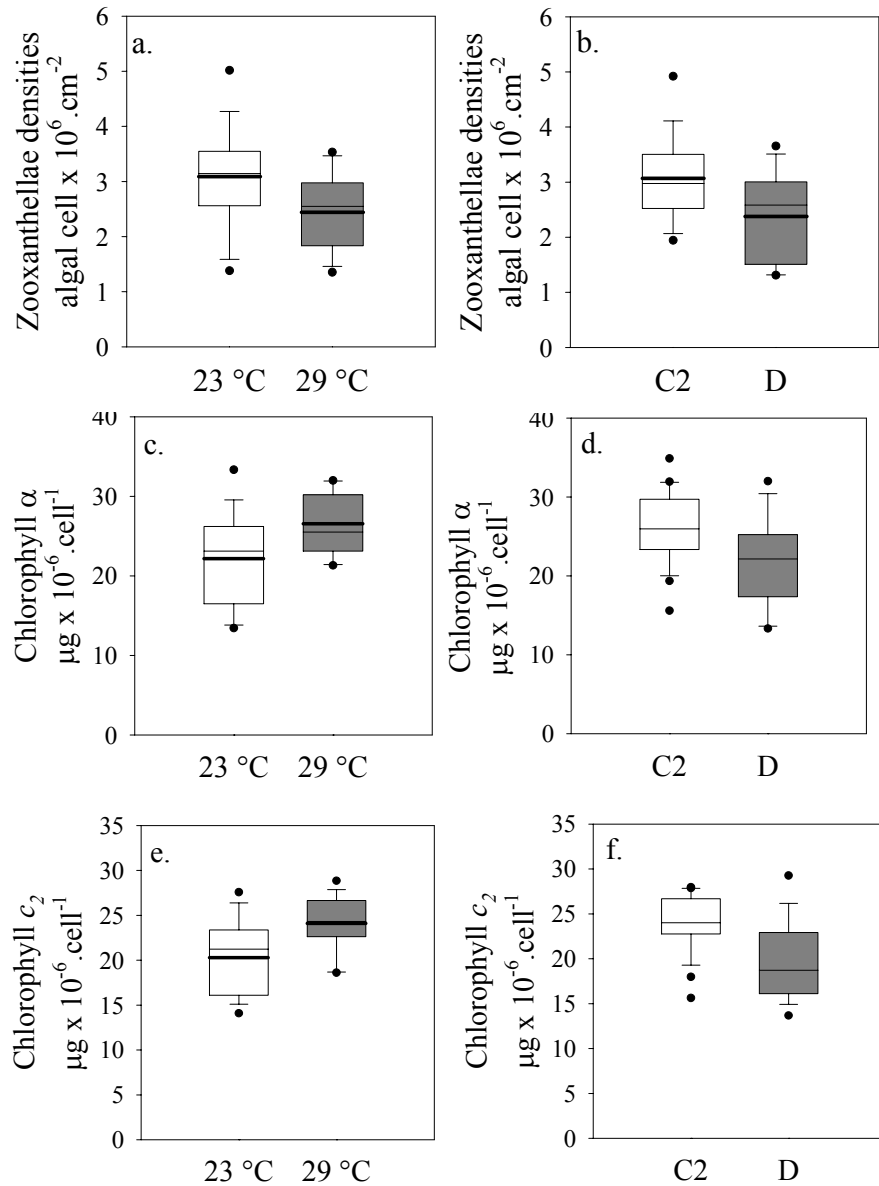 a.
Zooxanthellae densities
algal cell x 10⁶.cm⁻²
6
5
4
3
2
1
0
23 °C 29 °C
b.
Zooxanthellae densities
algal cell x 10⁶.cm⁻²
6
5
4
3
2
1
0
C2 D
c.
Chlorophyll α
µg x 10⁻⁶.cell⁻¹
40
30
20
10
0
23 °C 29 °C
d.
Chlorophyll α
µg x 10⁻⁶.cell⁻¹
40
30
20
10
0
C2 D
e.
Chlorophyll c₂
µg x 10⁻⁶.cell⁻¹
35
30
25
20
15
10
5
0
23 °C 29 °C
f.
Chlorophyll c₂
µg x 10⁻⁶.cell⁻¹
35
30
25
20
15
10
5
0
C2 D